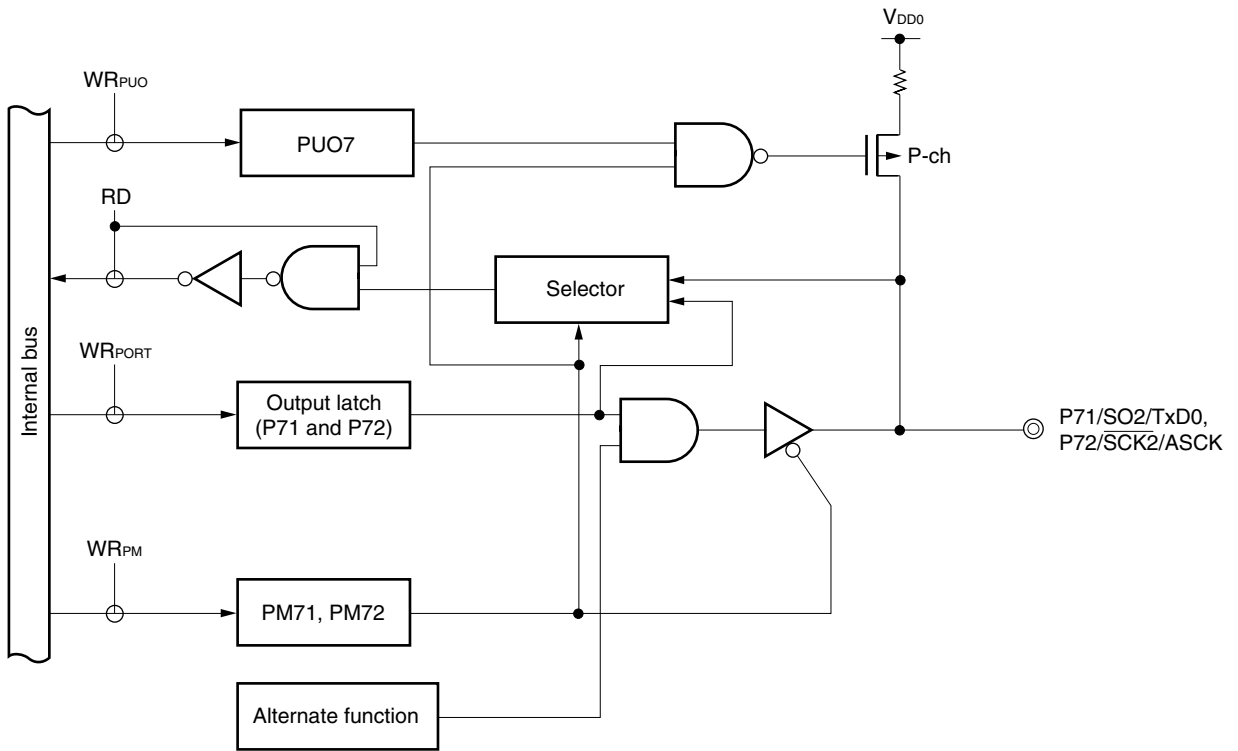 VDD0
WRPUO
PUO7
P-ch
RD
Selector
Internal bus
WRPORT
Output latch
(P71 and P72)
P71/SO2/TxD0,
P72/SCK2/ASCK
WRPM
PM71, PM72
Alternate function